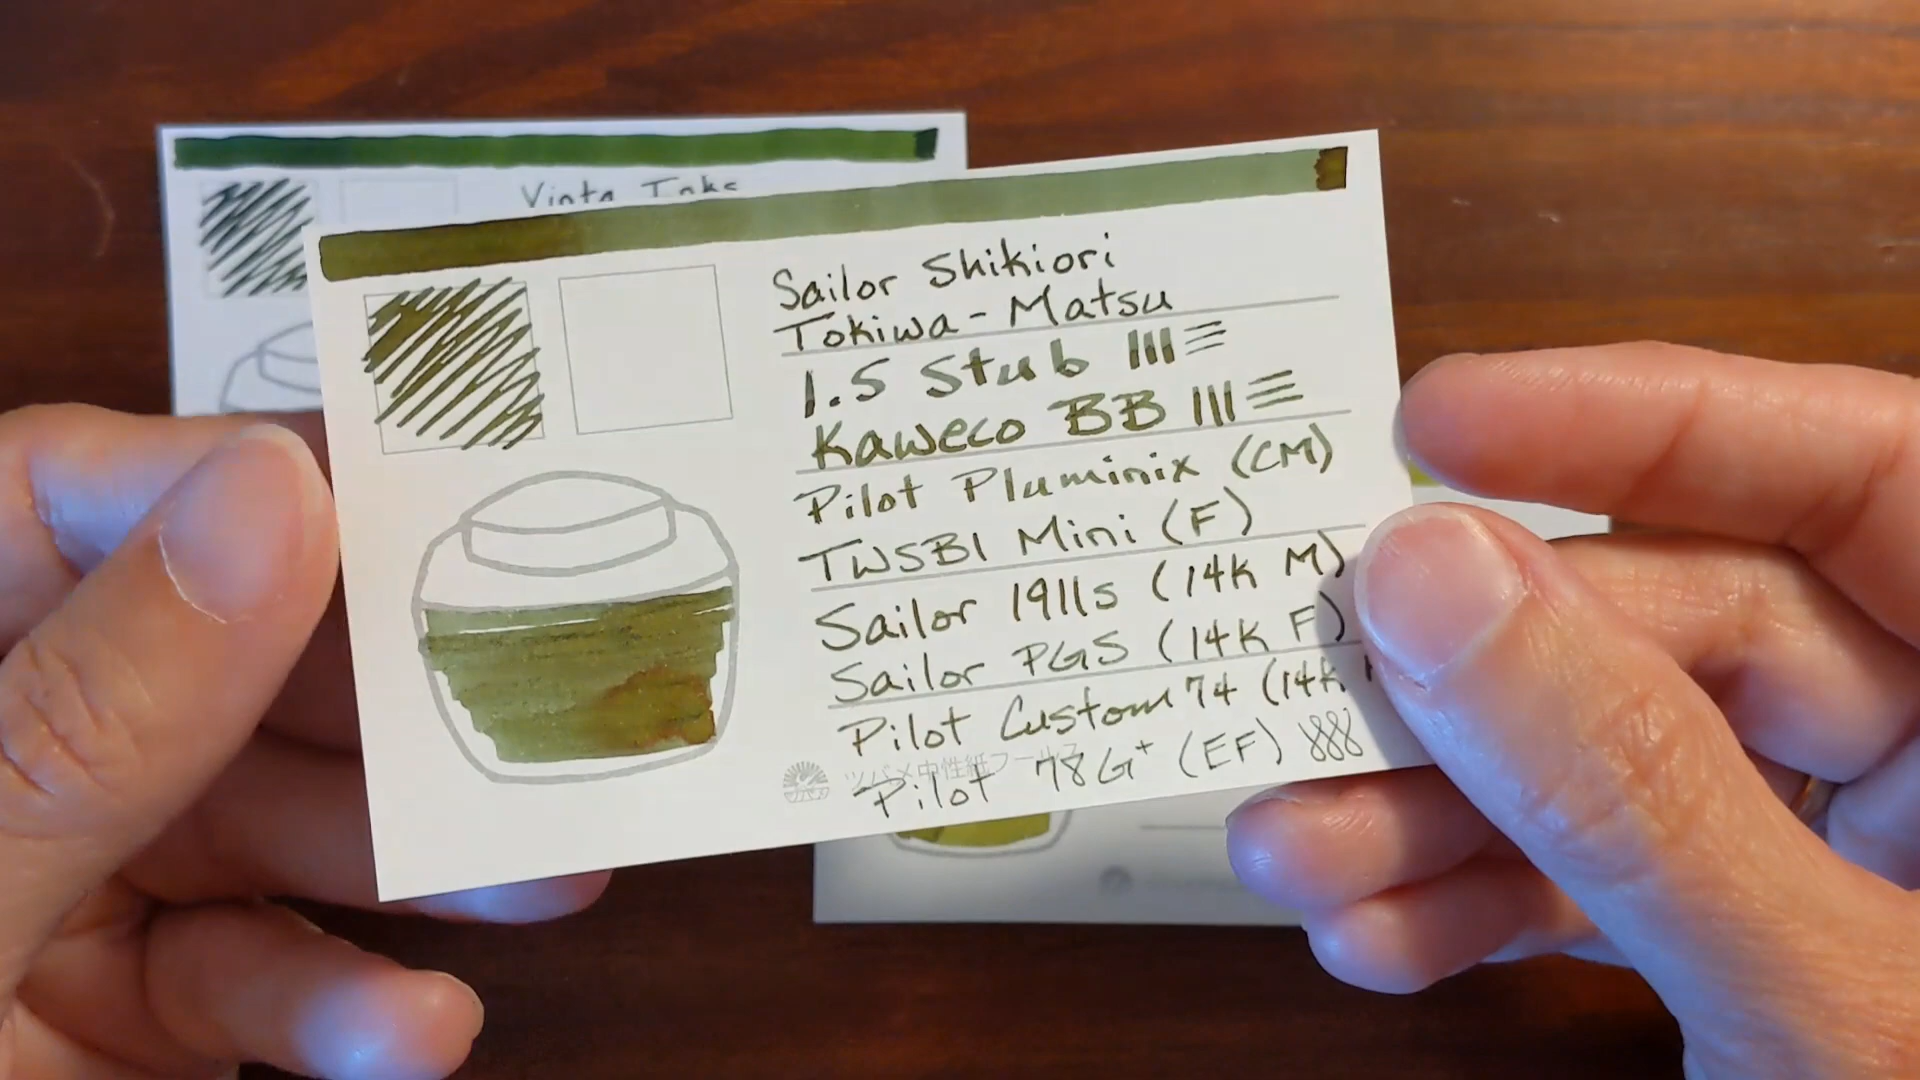 Vinta Inks
Sailor Shikiori
Tokiwa-Matsu
1.5 Stub
Kaweco BB
Pilot Pluminix (CM)
TWSBI Mini (F)
Sailor 1911s (14K M)
Sailor PGS (14K F)
Pilot Custom 74 (14K
ツバメ中性紙フールス
Pilot 78G+ (EF)